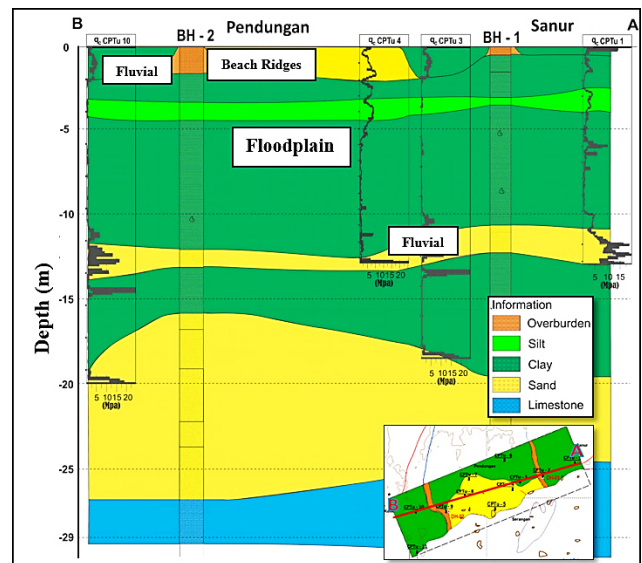 B
Pendungan
Sanur
A
qc CPTu 10
BH - 2
qc CPTu 4
qc CPTu 3
BH - 1
qc CPTu 1
0
Fluvial
Beach Ridges
-5
Floodplain
-10
Fluvial
5 10 15 20
(Mpa)
5 10 15
(Mpa)
Depth (m)
-15
Information
Overburden
Silt
Clay
Sand
Limestone
5 10 15 20
(Mpa)
-20
5 10 15 20
(Mpa)
-25
-29
A
Pendungan
B
Serangan